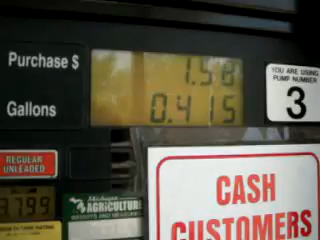 Purchase $
1.58
Gallons
0.415
YOU ARE USING
PUMP NUMBER
3
REGULAR
UNLEADED
3.799
Michigan
AGRICULTURE
CASH
CUSTOMERS